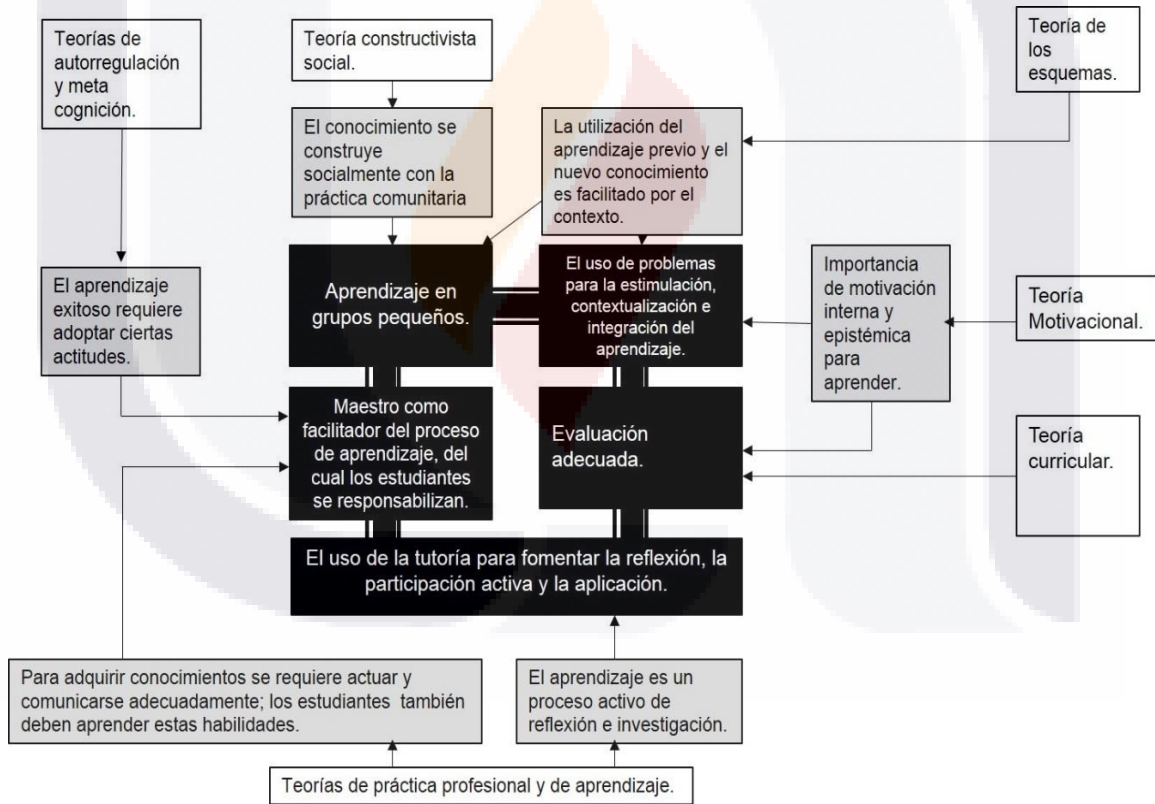 Teorías de
autorregulación
y meta
cognición.
Teoría constructivista
social.
Teoría de
los
esquemas.
El conocimiento se
construye
socialmente con la
práctica comunitaria
La utilización del
aprendizaje previo y el
nuevo conocimiento
es facilitado por el
contexto.
El aprendizaje
exitoso requiere
adoptar ciertas
actitudes.
Aprendizaje en
grupos pequeños.
El uso de problemas
para la estimulación,
contextualización e
integración del
aprendizaje.
Importancia
de motivación
interna y
epistémica
para
aprender.
Teoría
Motivacional.
Maestro como
facilitador del proceso
de aprendizaje, del
cual los estudiantes
se responsabilizan.
Evaluación
adecuada.
Teoría
curricular.
El uso de la tutoría para fomentar la reflexión, la
participación activa y la aplicación.
Para adquirir conocimientos se requiere actuar y
comunicarse adecuadamente; los estudiantes también
deben aprender estas habilidades.
El aprendizaje es un
proceso activo de
reflexión e investigación.
Teorías de práctica profesional y de aprendizaje.